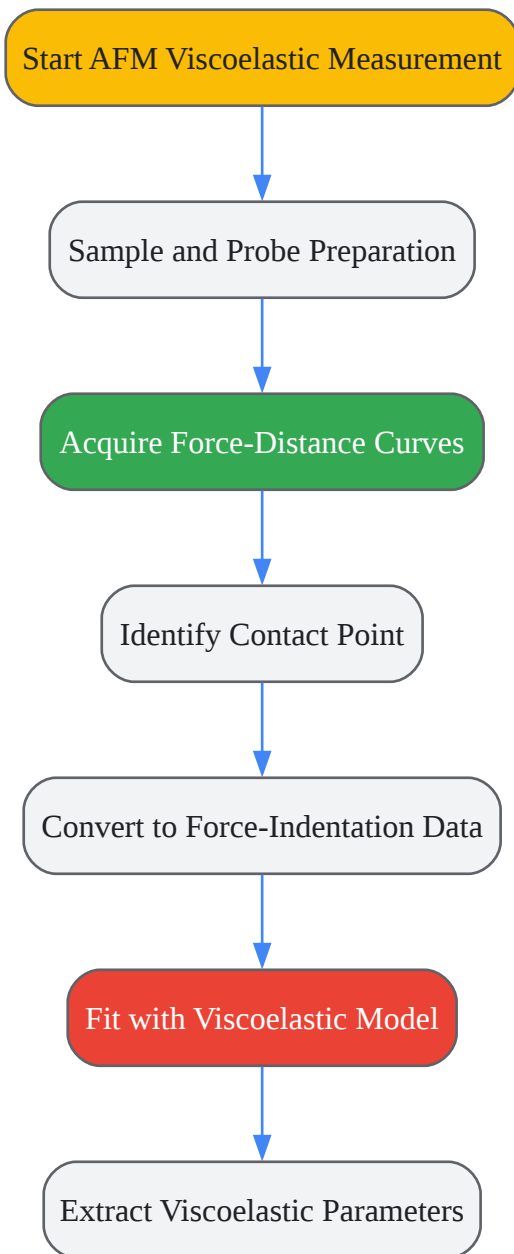 Start AFM Viscoelastic Measurement
Sample and Probe Preparation
Acquire Force-Distance Curves
Identify Contact Point
Convert to Force-Indentation Data
Fit with Viscoelastic Model
Extract Viscoelastic Parameters